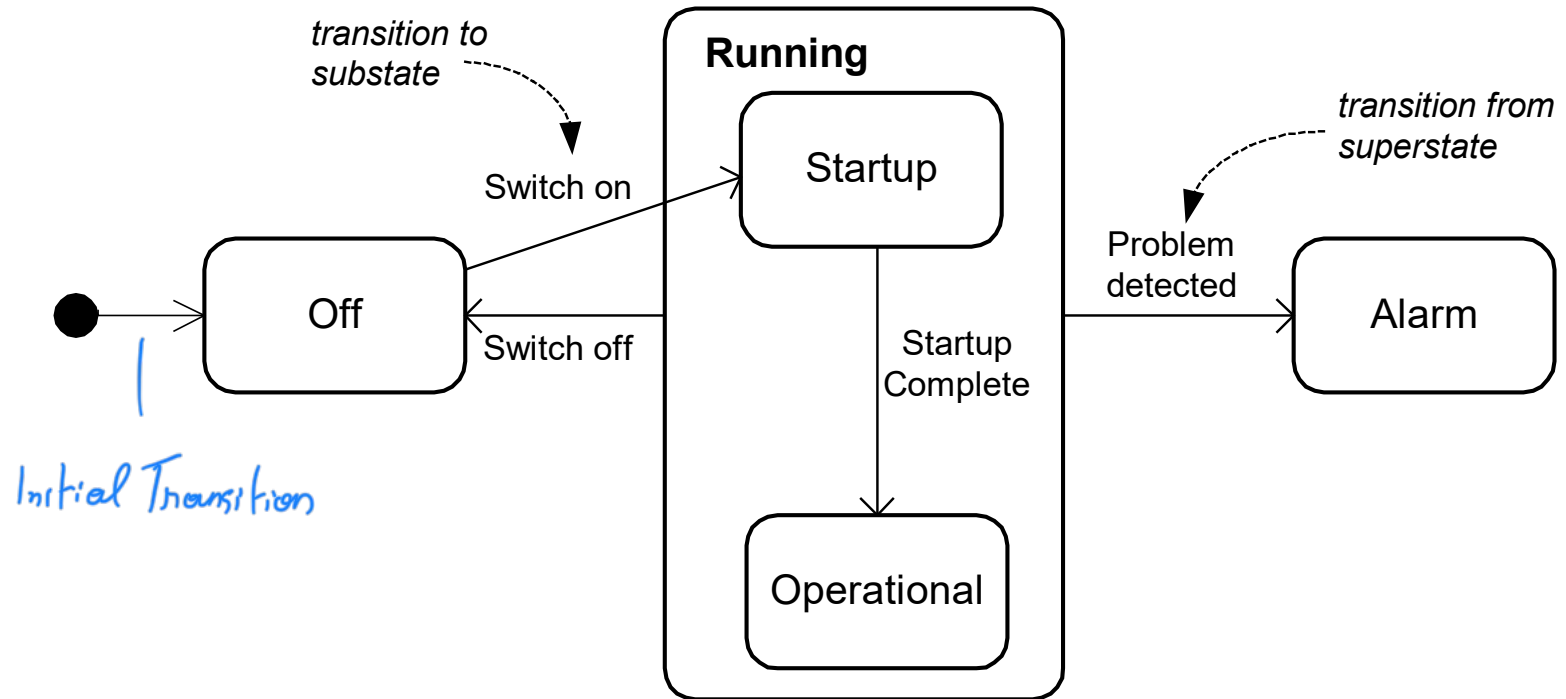 transition to
substate
Running
transition from
superstate
Startup
Switch on
Problem
detected
Off
Alarm
Switch off
Startup
Complete
Initial Transition
Operational